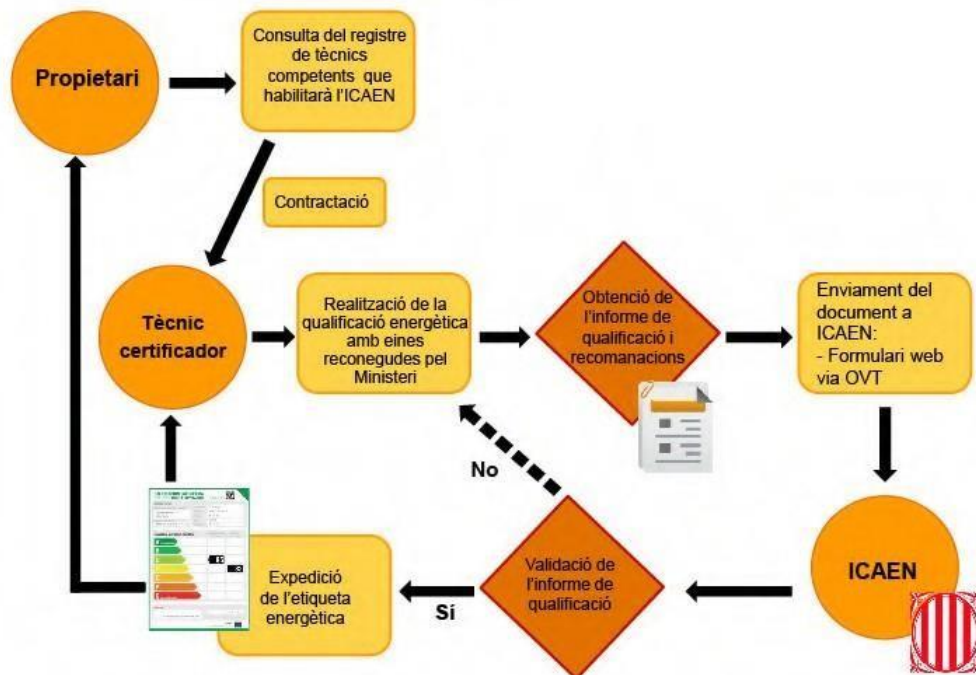 Propietari
Consulta del registre
de tècnics
competents que
habilitarà l'ICAEN
Contractació
Tècnic
certificador
Realització de la
qualificació energètica
amb eines
reconegudes pel
Ministeri
Obtenció de
l'informe de
qualificació i
recomanacions
Enviament del
document a
ICAEN:
- Formulari web
via OVT
ICAEN
Validació de
l'informe de
qualificació
No
Sí
Expedició
de l'etiqueta
energètica